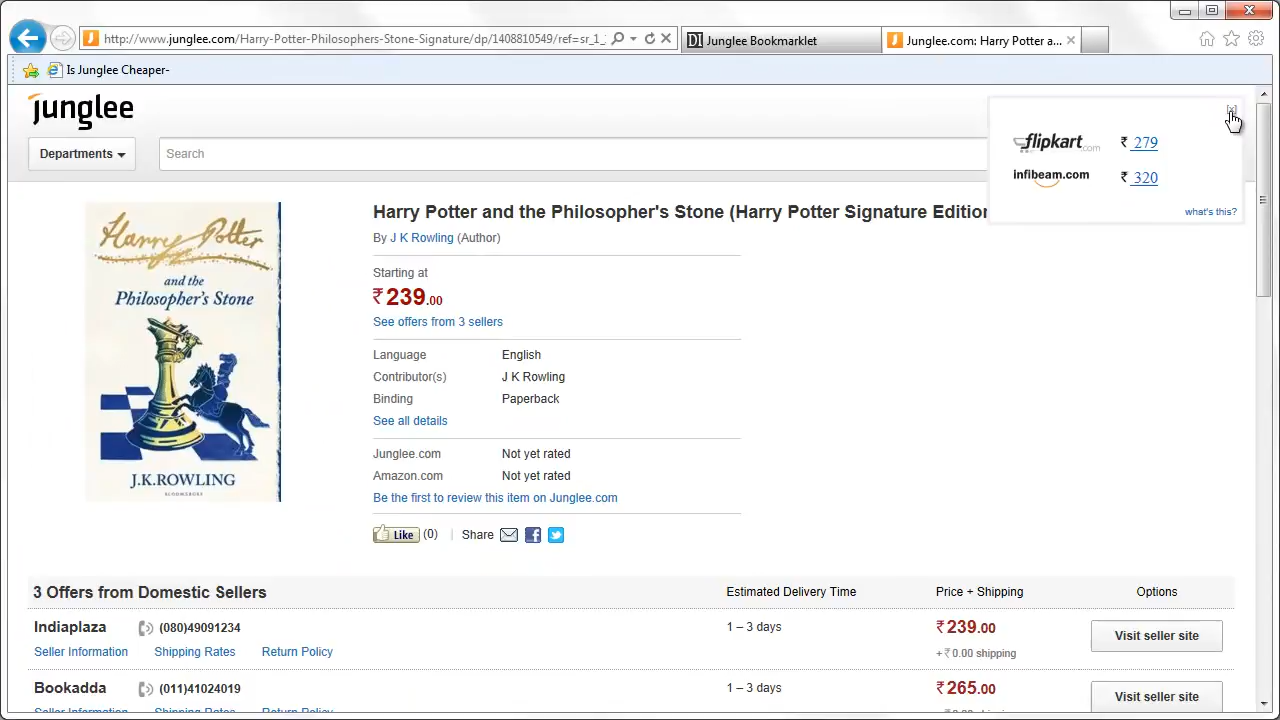 http://www.junglee.com/Harry-Potter-Philosophers-Stone-Signature/dp/1408810549/ref=sr_1_
Junglee Bookmarklet
Junglee.com: Harry Potter a...
Is Junglee Cheaper-
junglee
Departments
Search
flipkart.com ₹ 279
infibeam.com ₹ 320
what's this?
Harry Potter
and the
Philosopher's Stone
J.K.ROWLING
BLOOMSBURY
Harry Potter and the Philosopher's Stone (Harry Potter Signature Edition
By J K Rowling (Author)
Starting at
₹ 239.00
See offers from 3 sellers
Language English
Contributor(s) J K Rowling
Binding Paperback
See all details
Junglee.com Not yet rated
Amazon.com Not yet rated
Be the first to review this item on Junglee.com
Like (0) | Share
3 Offers from Domestic Sellers Estimated Delivery Time Price + Shipping Options
Indiaplaza (080)49091234 1 – 3 days ₹ 239.00 Visit seller site
Seller Information Shipping Rates Return Policy + ₹ 0.00 shipping
Bookadda (011)41024019 1 – 3 days ₹ 265.00 Visit seller site
Seller Information Shipping Rates Return Policy